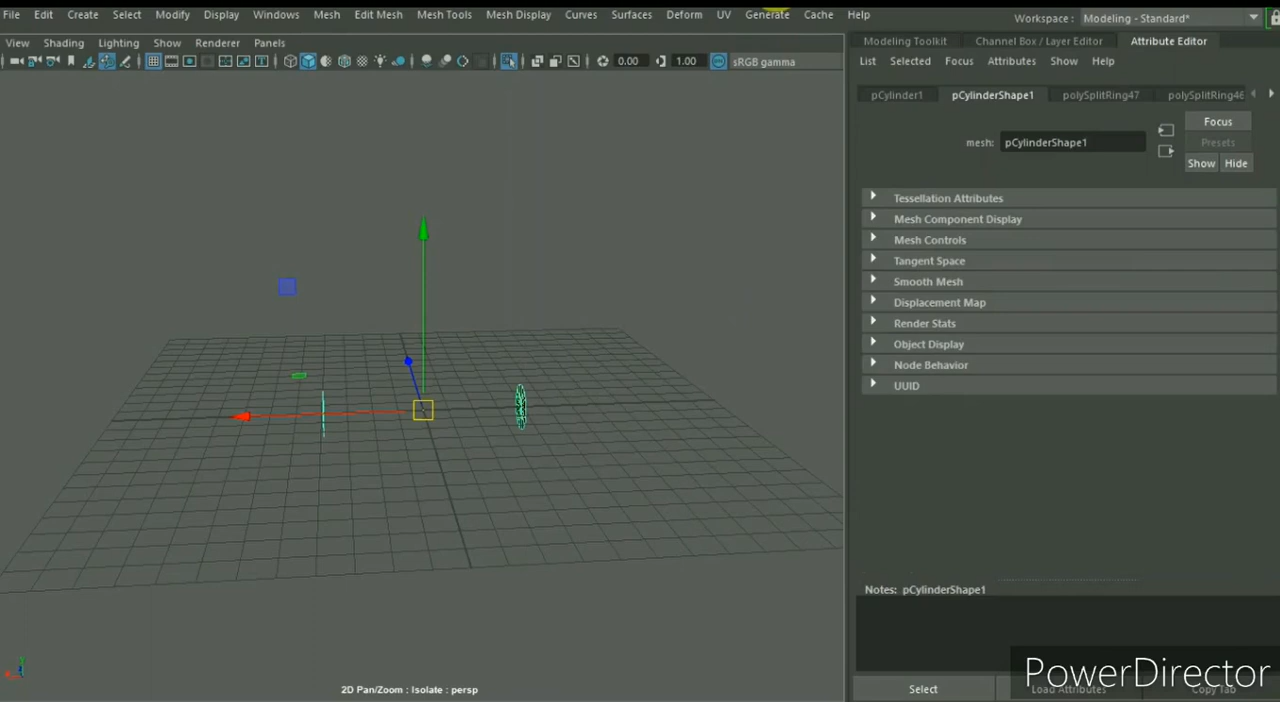 File Edit Create Select Modify Display Windows Mesh Edit Mesh Mesh Tools Mesh Display Curves Surfaces Deform UV Generate Cache Help
Workspace : Modeling - Standard*
View Shading Lighting Show Renderer Panels
0.00 1.00 sRGB gamma
Modeling Toolkit Channel Box / Layer Editor Attribute Editor
List Selected Focus Attributes Show Help
pCylinder1 pCylinderShape1 polySplitRing47 polySplitRing46
Focus
mesh: pCylinderShape1
Presets
Show Hide
Tessellation Attributes
Mesh Component Display
Mesh Controls
Tangent Space
Smooth Mesh
Displacement Map
Render Stats
Object Display
Node Behavior
UUID
Notes: pCylinderShape1
2D Pan/Zoom : Isolate : persp
PowerDirector
Select Load Attributes Copy Tab